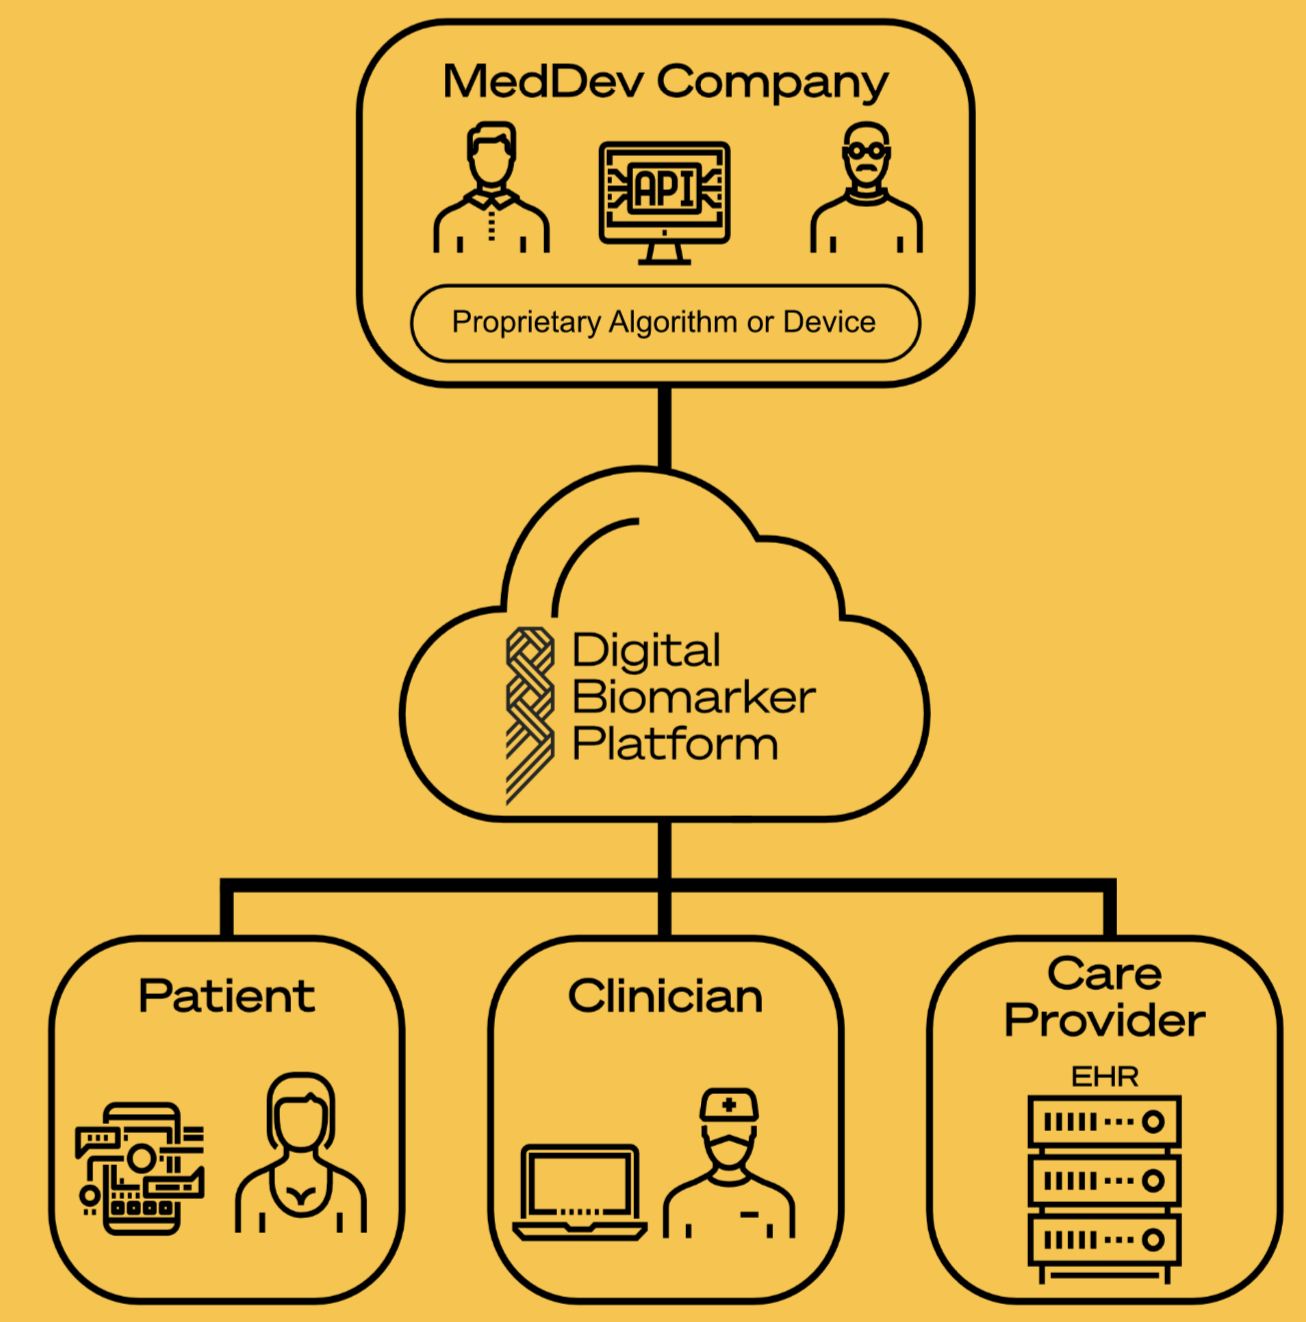 MedDev Company
API
Proprietary Algorithm or Device
Digital
Biomarker
Platform
Patient
Clinician
Care
Provider
EHR